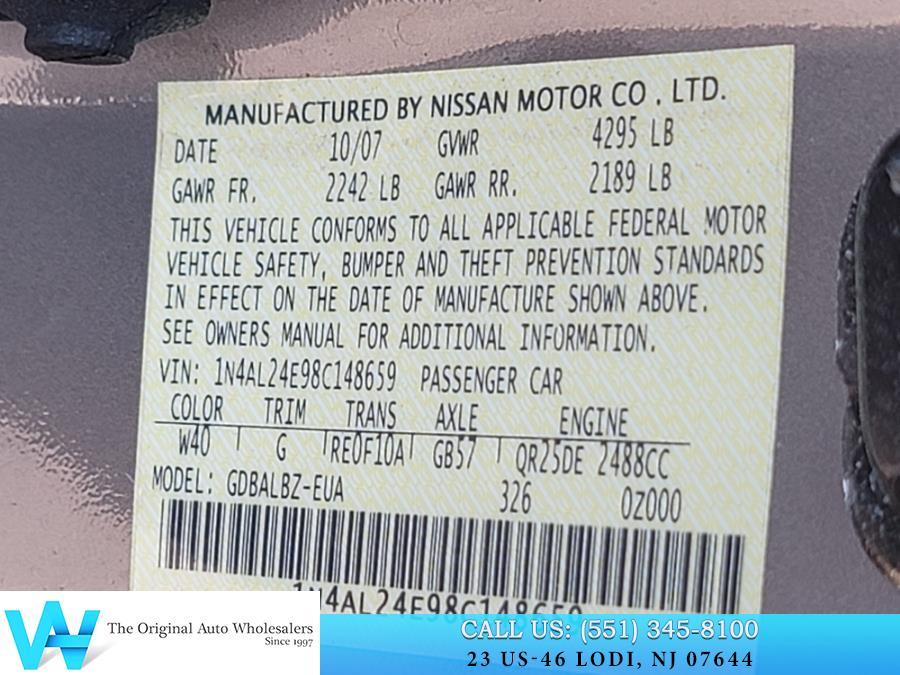 MANUFACTURED BY NISSAN MOTOR CO , LTD.
DATE 10/07 GVWR 4295 LB
GAWR FR. 2242 LB GAWR RR. 2189 LB
THIS VEHICLE CONFORMS TO ALL APPLICABLE FEDERAL MOTOR
VEHICLE SAFETY, BUMPER AND THEFT PREVENTION STANDARDS
IN EFFECT ON THE DATE OF MANUFACTURE SHOWN ABOVE.
SEE OWNERS MANUAL FOR ADDITIONAL INFORMATION.
VIN: 1N4AL24E98C148659 PASSENGER CAR
COLOR TRIM TRANS AXLE ENGINE
W40 G RE0F10A GB57 QR25DE 2488CC
MODEL: GDBALBZ-EUA 326 0Z000
1N4AL24E98C148659
The Original Auto Wholesalers
Since 1997
CALL US: (551) 345-8100
23 US-46 LODI, NJ 07644